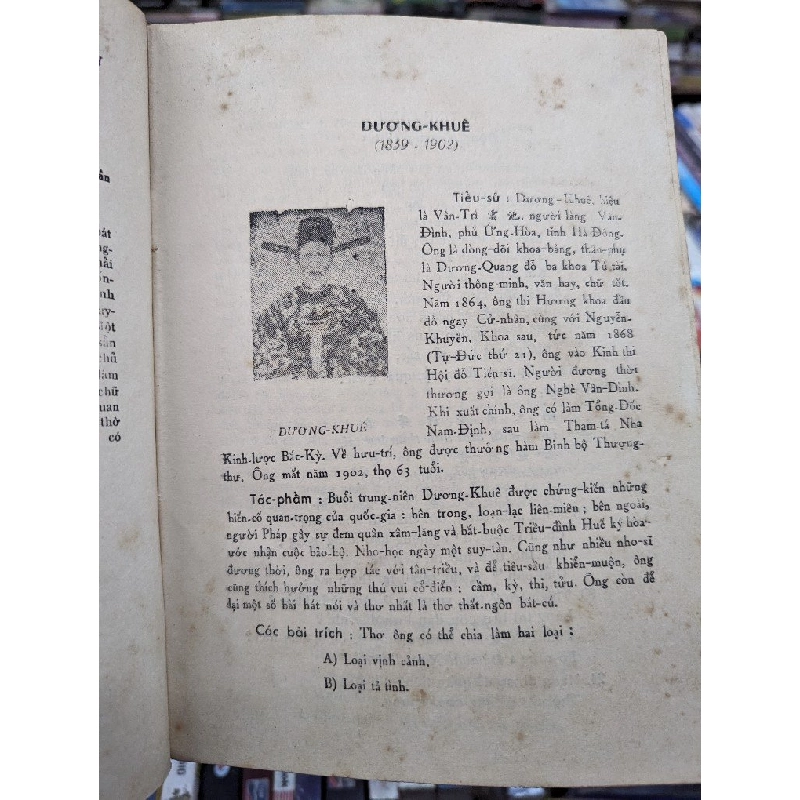 DƯƠNG-KHUÊ
(1839 - 1902)
Tiều-sử : Dương-Khuê, hiệu
là Vân-Trì 雲池, người làng Vân-
Đình, phủ Ứng-Hòa, tỉnh Hà-Đông.
Ông là dòng-dõi khoa-bảng, thân-phụ
là Dương-Quang đỗ ba khoa Tú-tài.
Người thông-minh, văn hay, chữ tốt.
Năm 1864, ông thi Hương khoa đầu
đỗ ngay Cử-nhân, cùng với Nguyễn-
Khuyến. Khoa sau, tức năm 1868
(Tự-Đức thứ 21), ông vào Kinh thi
Hội đỗ Tiến-sĩ. Người đương thời
thường gọi là ông Nghè Vân-Đình.
Khi xuất chính, ông có làm Tổng-Đốc
Nam-Định, sau làm Tham-tá Nha
DƯƠNG-KHUÊ
Kinh-lược Bắc-Kỳ. Về hưu-trí, ông được thưởng hàm Binh bộ Thượng-
thư. Ông mất năm 1902, thọ 63 tuổi.
Tác-phàm : Buổi trung-niên Dương-Khuê được chứng-kiến những
biến-cố quan-trọng của quốc-gia : bên trong, loạn-lạc liên-miên ; bên ngoài,
người Pháp gây sự đem quân xâm-lăng và bắt-buộc Triều-đình Huế ký hòa-
ước nhận cuộc bảo-hộ. Nho-học ngày một suy-tàn. Cũng như nhiều nho-sĩ
đương thời, ông ra hợp tác với tân-triều, và để tiêu-sầu khiển-muộn, ông
cũng thích hưởng những thú vui cổ-điển : cầm, kỳ, thi, tửu. Ông còn để
lại một số bài hát nói và thơ nhất là thơ thất-ngôn bát-cú.
Các bài trích : Thơ ông có thể chia làm hai loại :
A) Loại vịnh cảnh.
B) Loại tả tình.